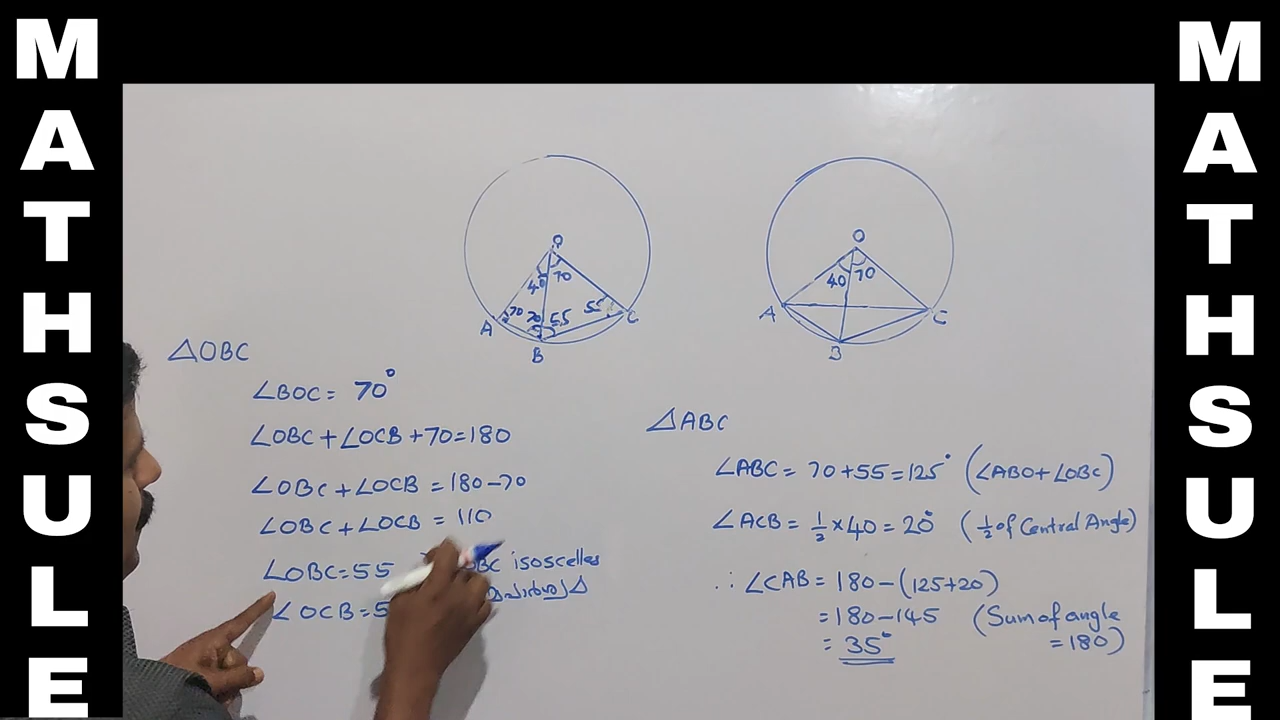 MATHSULE
MATHSULE
O
40 70
70 70 55 55
A
B
C
O
40 70
A
B
C
△OBC
∠BOC = 70°
∠OBC + ∠OCB + 70 = 180
∠OBC + ∠OCB = 180 - 70
∠OBC + ∠OCB = 110
∠OBC = 55 BC isoscelles
∠OCB = 5
△ABC
∠ABC = 70 + 55 = 125° (∠ABO + ∠OBC)
∠ACB = 1/2 × 40 = 20° (1/2 of Central Angle)
∴ ∠CAB = 180 - (125 + 20)
= 180 - 145 (Sum of angle
= 35° = 180)